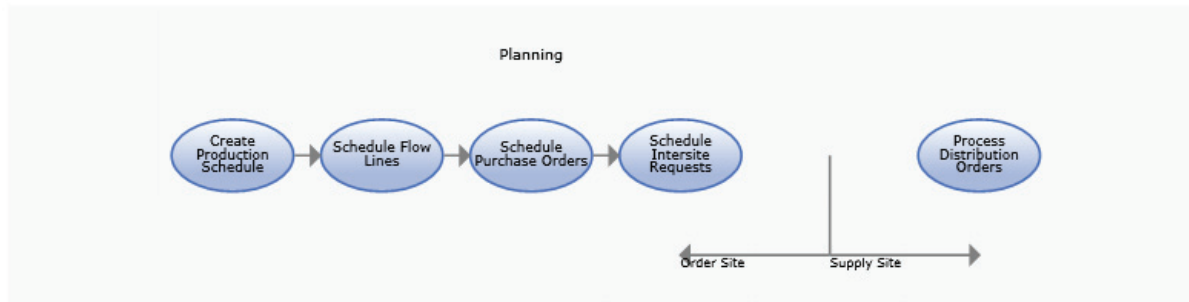 Planning
Create
Production
Schedule
Schedule Flow
Lines
Schedule
Purchase Orders
Schedule
Intersite
Requests
Process
Distribution
Orders
Order Site
Supply Site